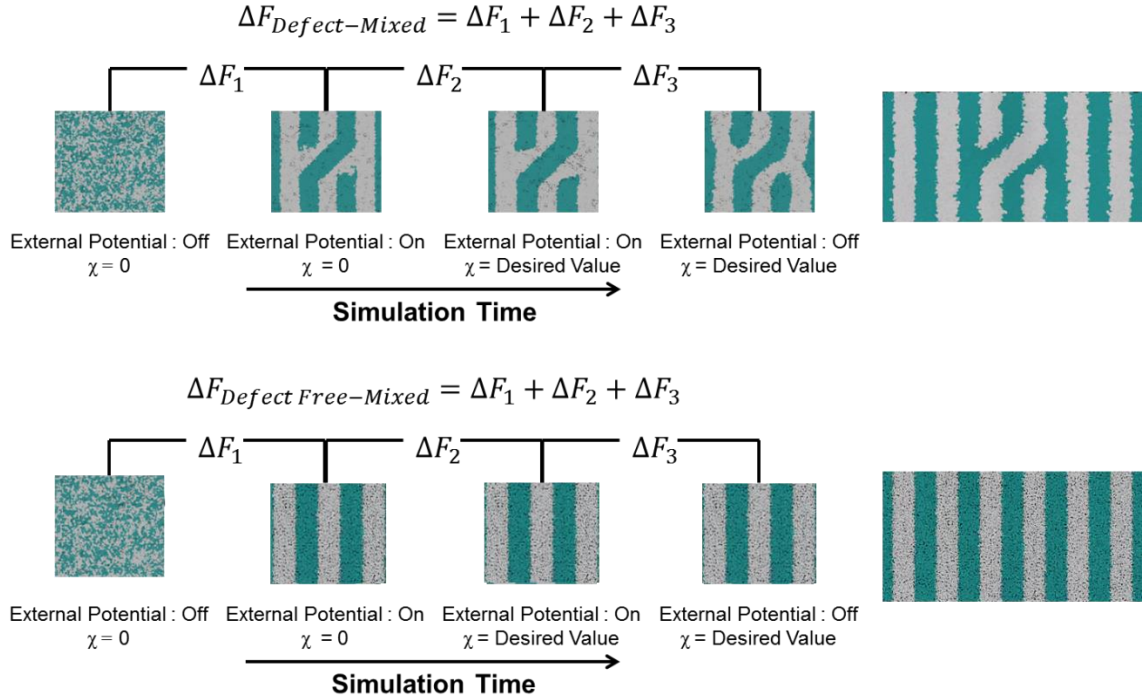 ΔF_{Defect−Mixed} = ΔF_1 + ΔF_2 + ΔF_3
ΔF_1 ΔF_2 ΔF_3
External Potential : Off External Potential : On External Potential : On External Potential : Off
χ = 0 χ = 0 χ = Desired Value χ = Desired Value
Simulation Time
ΔF_{Defect Free−Mixed} = ΔF_1 + ΔF_2 + ΔF_3
ΔF_1 ΔF_2 ΔF_3
External Potential : Off External Potential : On External Potential : On External Potential : Off
χ = 0 χ = 0 χ = Desired Value χ = Desired Value
Simulation Time